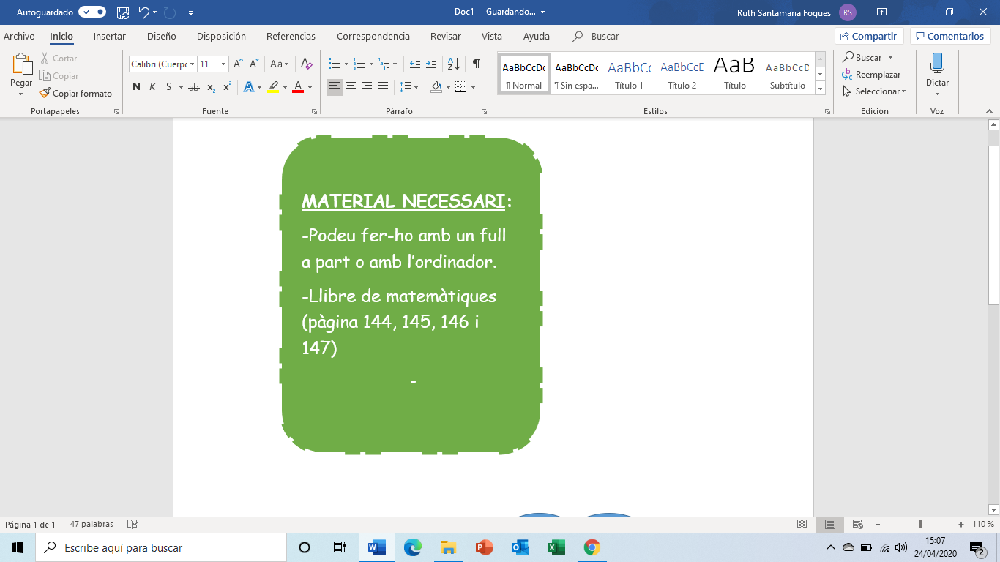 Autoguardado
Doc1 - Guardando...
Ruth Santamaria Fogues
RS
Archivo Inicio Insertar Diseño Disposición Referencias Correspondencia Revisar Vista Ayuda Buscar
Compartir
Comentarios
Pegar
Cortar
Copiar
Copiar formato
Portapapeles
Calibri (Cuerpo
11
Aa
N K S ab x₂ x²
Fuente
Párrafo
AaBbCcDc
¶ Normal
AaBbCcDc
¶ Sin espa...
AaBbCc
Título 1
AaBbCcD
Título 2
AaB
Título
AaBbCcD
Subtítulo
Estilos
Buscar
Reemplazar
Seleccionar
Edición
Dictar
Voz
MATERIAL NECESSARI:
-Podeu fer-ho amb un full
a part o amb l'ordinador.
-Llibre de matemàtiques
(pàgina 144, 145, 146 i
147)
-
Página 1 de 1
47 palabras
110 %
Escribe aquí para buscar
15:07
24/04/2020
2